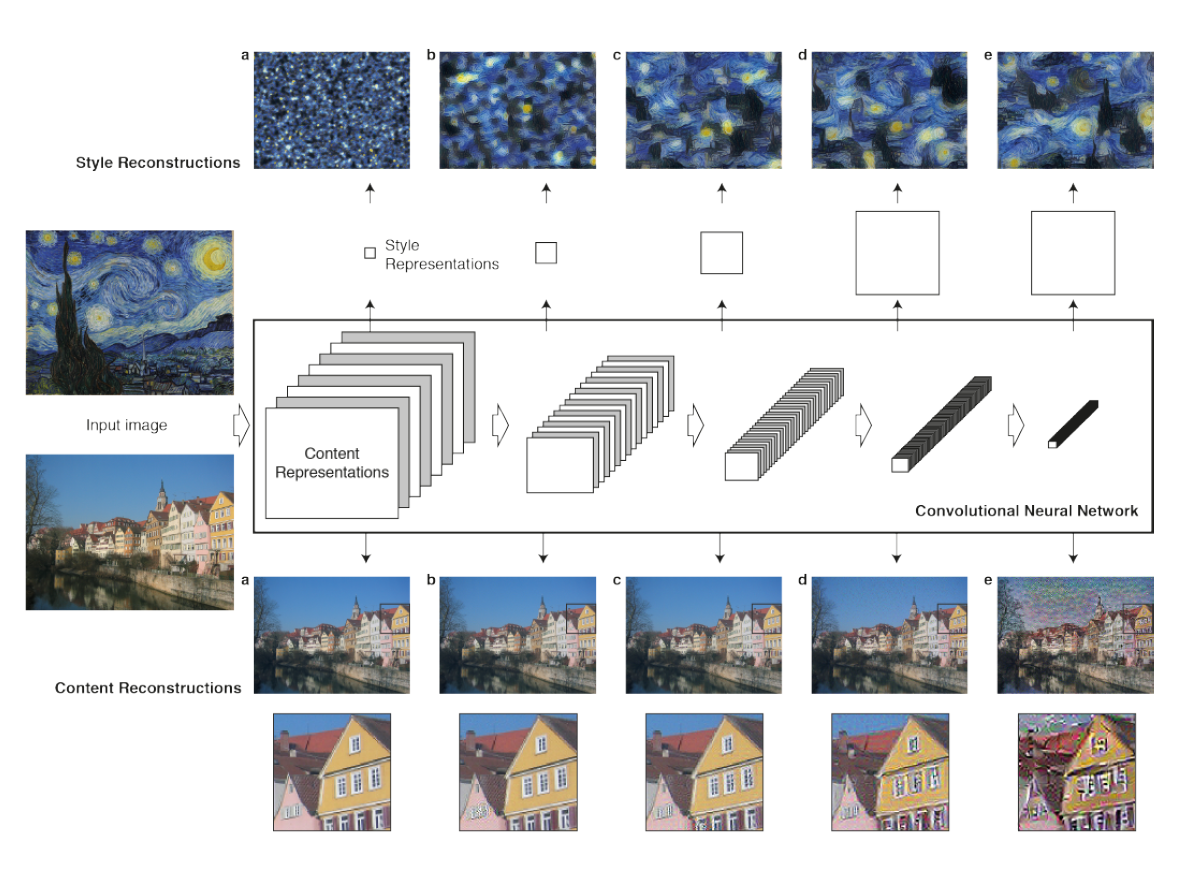 a
b
c
d
e
Style Reconstructions
Style
Representations
Input image
Content
Representations
Convolutional Neural Network
a
b
c
d
e
Content Reconstructions